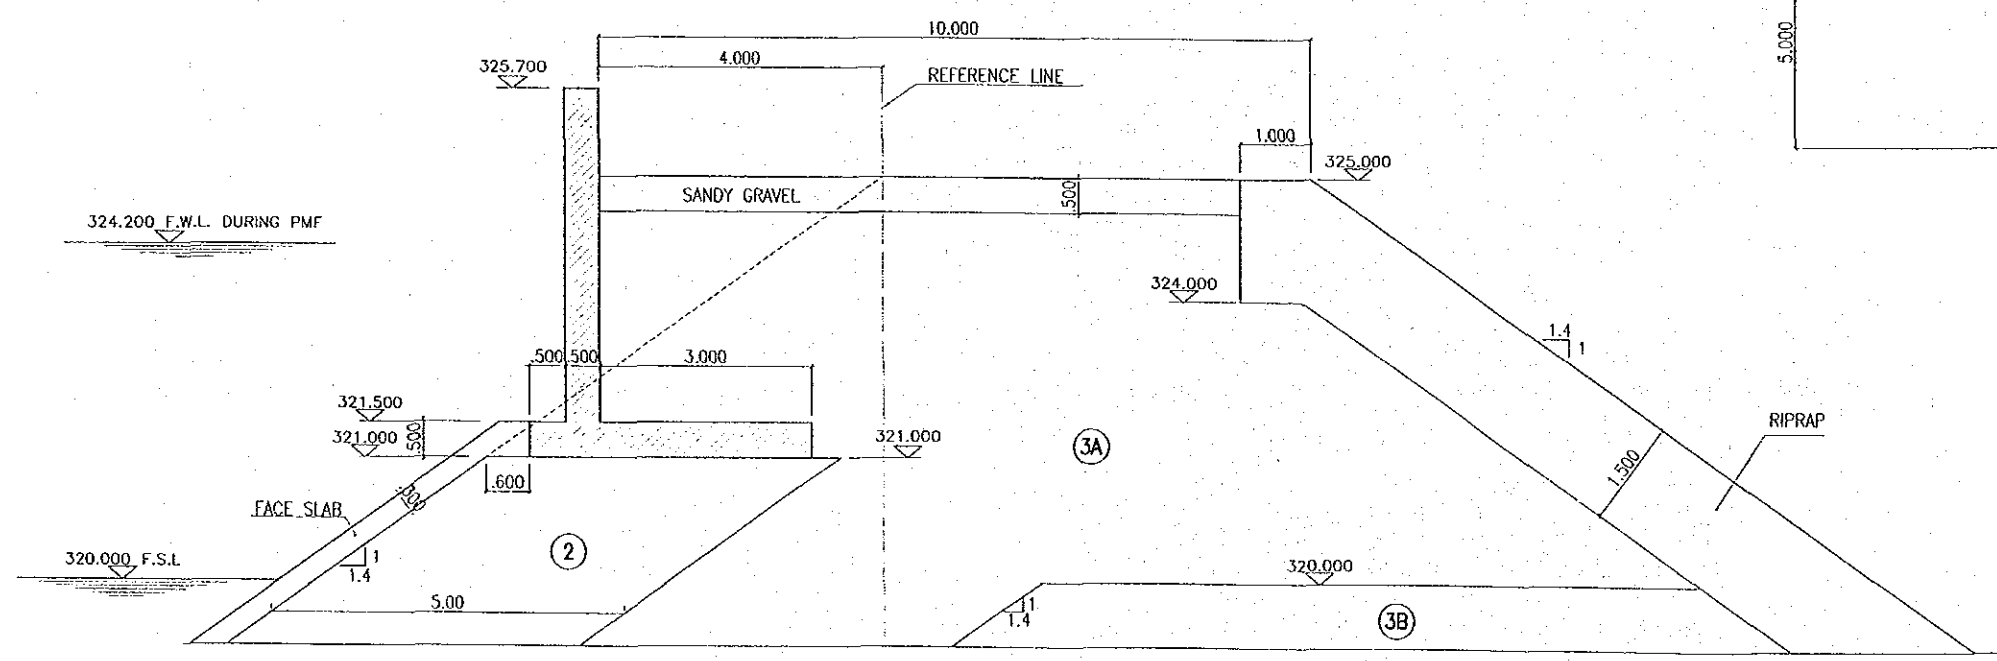 10.000
5.000
4.000
325.700
REFERENCE LINE
1.000
325.000
SANDY GRAVEL
.500
324.200 F.W.L. DURING PMF
324.000
1.4
1
.500 .500 3.000
321.500
321.000
.500
321.000
3A
RIPRAP
1.500
.600
.300
FACE SLAB
2
1
1.4
320.000 F.S.L
320.000
5.00
1
1.4
3B